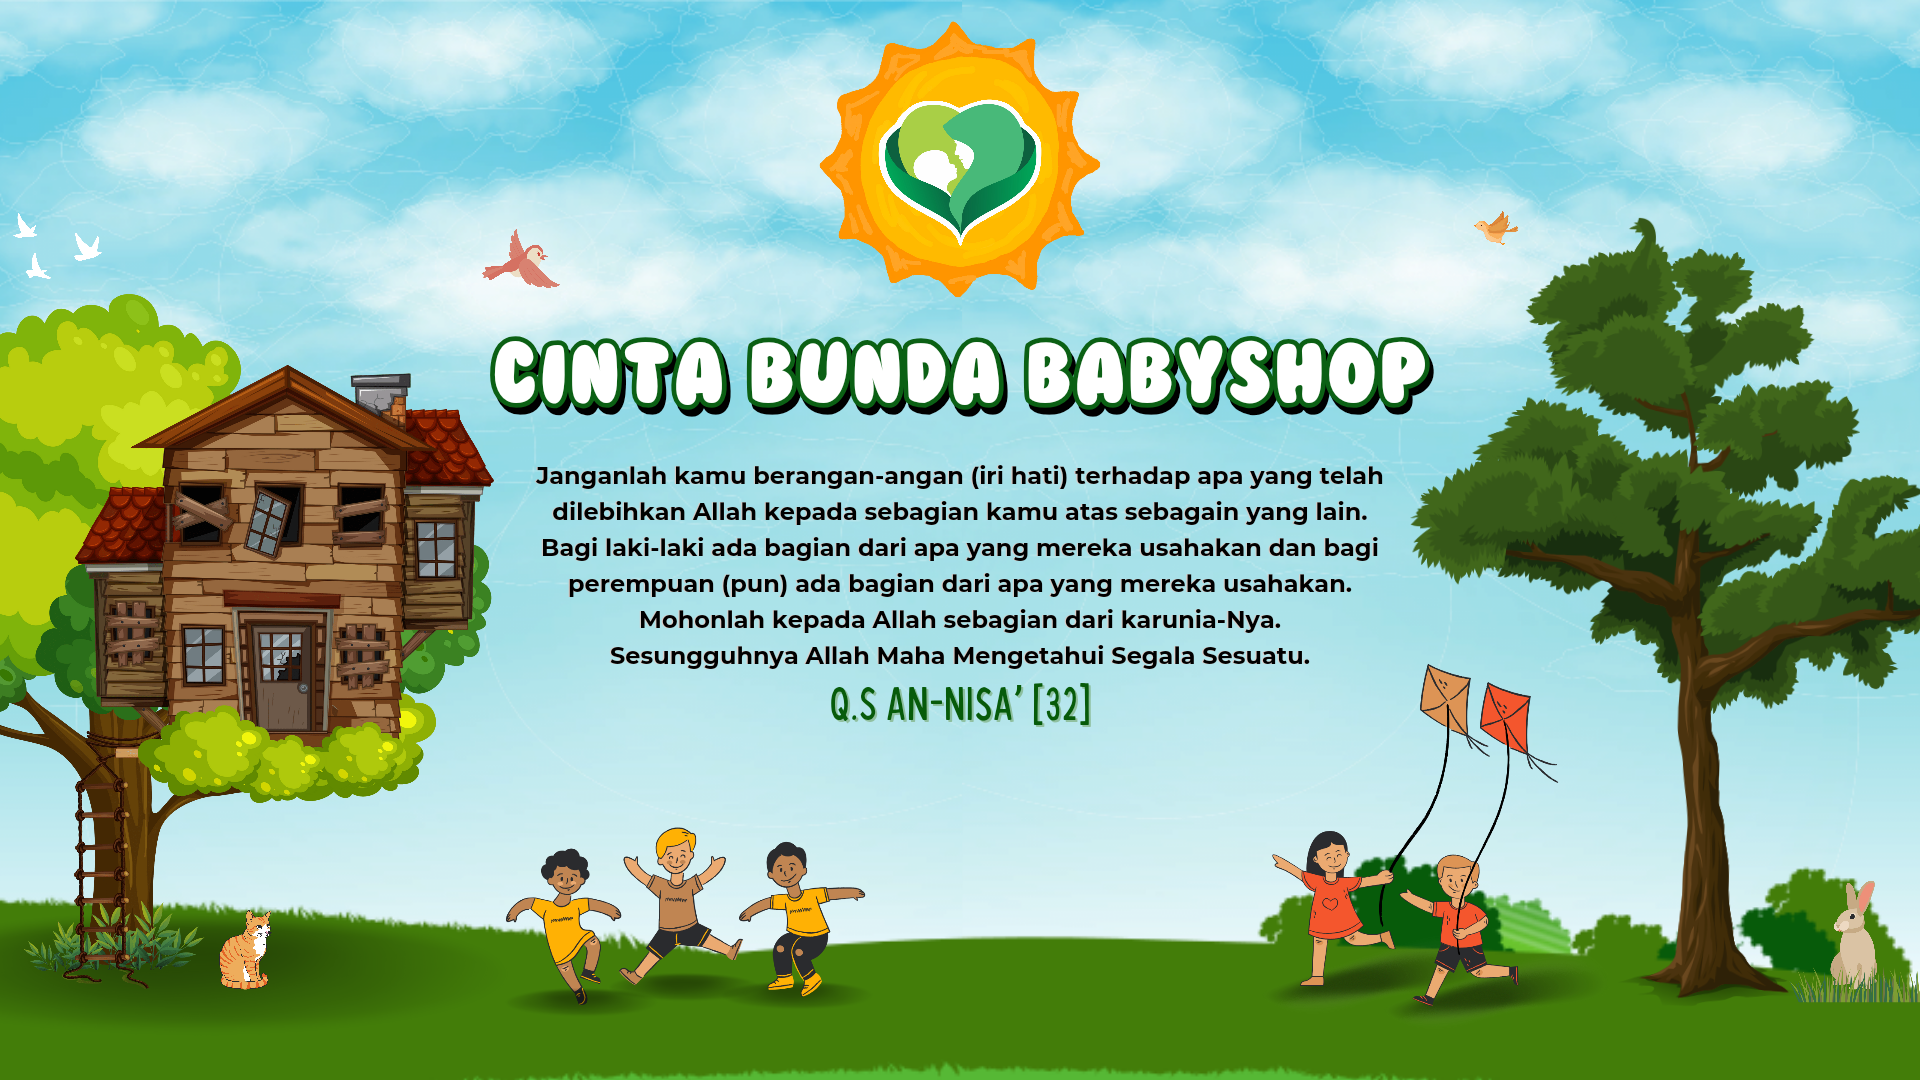 CINTA BUNDA BABYSHOP
Janganlah kamu berangan-angan (iri hati) terhadap apa yang telah
dilebihkan Allah kepada sebagian kamu atas sebagain yang lain.
Bagi laki-laki ada bagian dari apa yang mereka usahakan dan bagi
perempuan (pun) ada bagian dari apa yang mereka usahakan.
Mohonlah kepada Allah sebagian dari karunia-Nya.
Sesungguhnya Allah Maha Mengetahui Segala Sesuatu.
Q.S AN-NISA' [32]